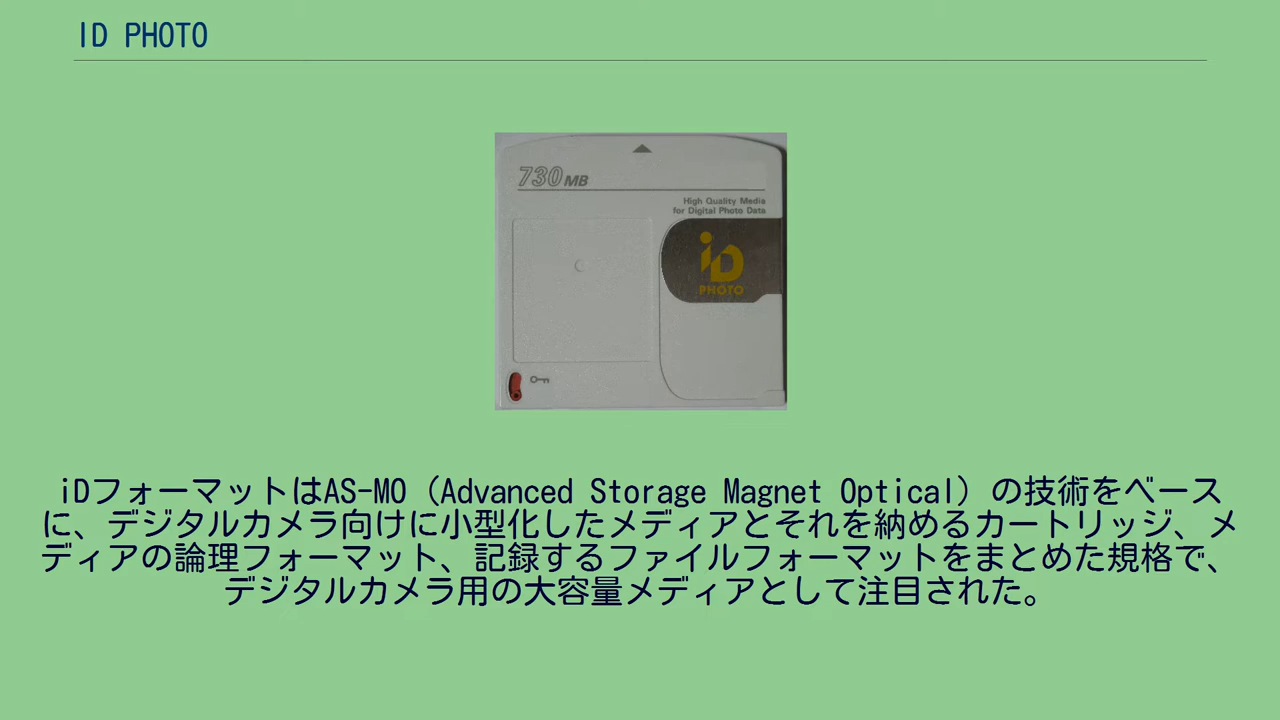 ID PHOTO
730MB
High Quality Media
for Digital Photo Data
iD
PHOTO
iDフォーマットはAS-MO（Advanced Storage Magnet Optical）の技術をベース
に、デジタルカメラ向けに小型化したメディアとそれを納めるカートリッジ、メ
ディアの論理フォーマット、記録するファイルフォーマットをまとめた規格で、
デジタルカメラ用の大容量メディアとして注目された。